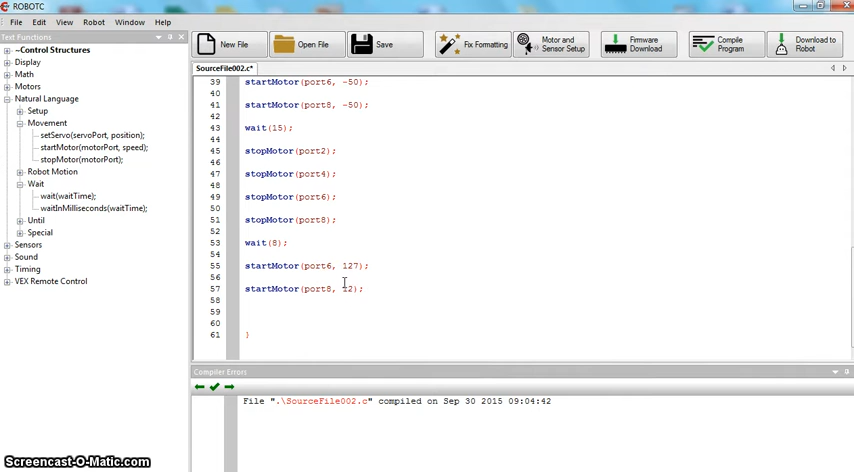 ROBOTC
File Edit View Robot Window Help
Text Functions
New File Open File Save Fix Formatting Motor and Sensor Setup Firmware Download Compile Program Download to Robot
~Control Structures
Display
Math
Motors
Natural Language
Setup
Movement
setServo(servoPort, position);
startMotor(motorPort, speed);
stopMotor(motorPort);
Robot Motion
Wait
wait(waitTime);
waitInMilliseconds(waitTime);
Until
Special
Sensors
Sound
Timing
VEX Remote Control
SourceFile002.c*
39 startMotor(port6, -50);
40
41 startMotor(port8, -50);
42
43 wait(15);
44
45 stopMotor(port2);
46
47 stopMotor(port4);
48
49 stopMotor(port6);
50
51 stopMotor(port8);
52
53 wait(8);
54
55 startMotor(port6, 127);
56
57 startMotor(port8, 12);
58
59
60
61 }
Compiler Errors
File ".\SourceFile002.c" compiled on Sep 30 2015 09:04:42
Screencast-O-Matic.com